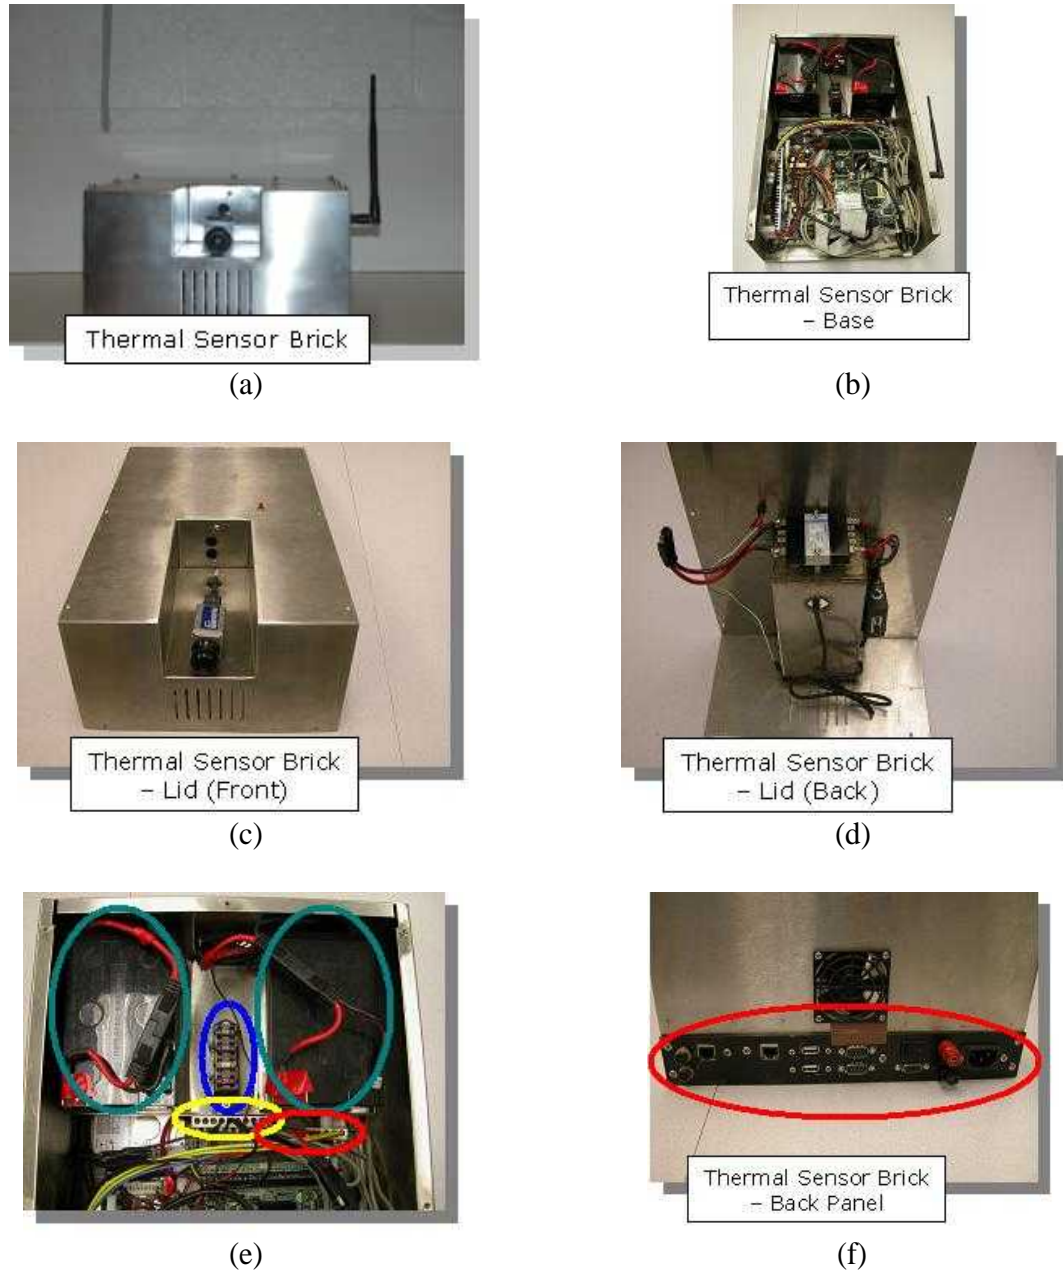 Thermal Sensor Brick
(a)
Thermal Sensor Brick
– Base
(b)
Thermal Sensor Brick
– Lid (Front)
(c)
Thermal Sensor Brick
– Lid (Back)
(d)
(e)
Thermal Sensor Brick
– Back Panel
(f)